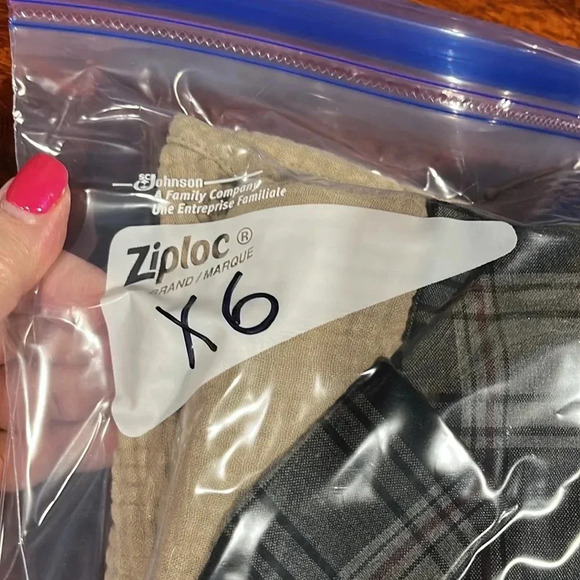 SC Johnson
A Family Company
Une Entreprise Familiale
Ziploc®
BRAND / MARQUE
X6